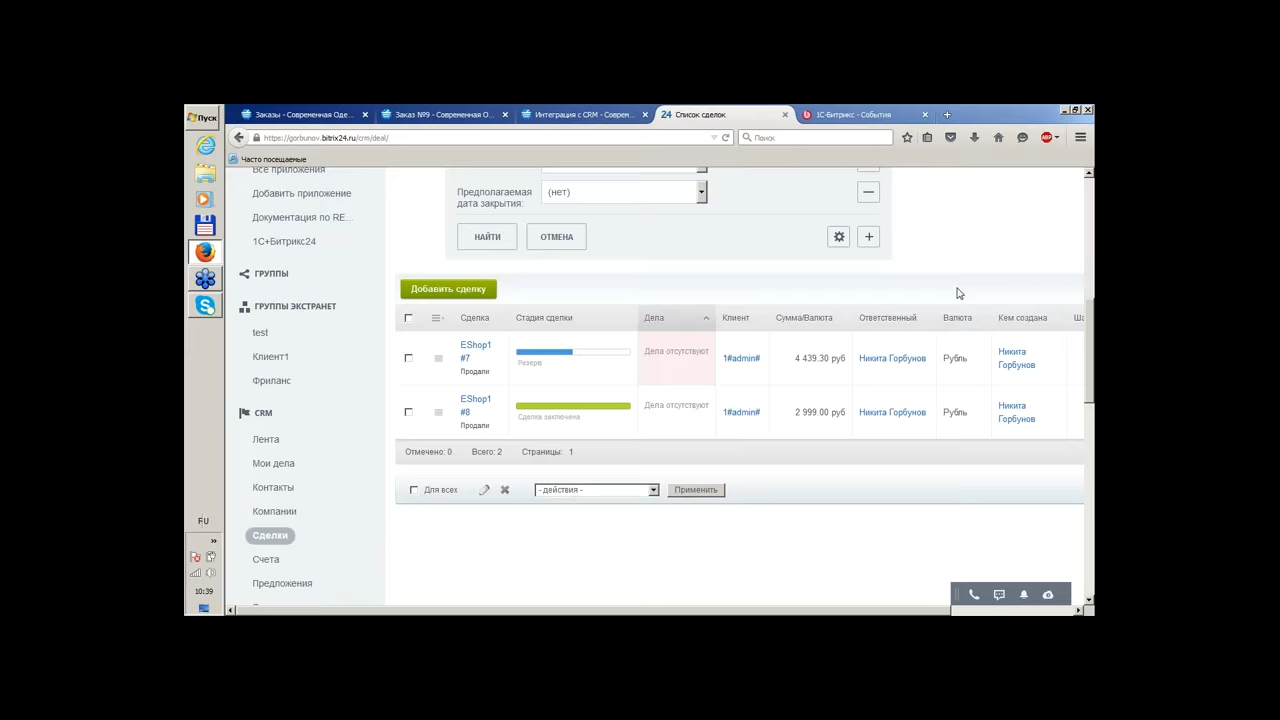 Пуск
Заказы - Современная Оде...
Заказ №9 - Современная О...
Интеграция с CRM - Соврем...
24 Список сделок
1С-Битрикс - События
https://gorbunov.bitrix24.ru/crm/deal/
Поиск
Часто посещаемые
Все приложения
Добавить приложение
Документация по RE...
1С+Битрикс24
ГРУППЫ
ГРУППЫ ЭКСТРАНЕТ
test
Клиент1
Фриланс
CRM
Лента
Мои дела
Контакты
Компании
Сделки
Счета
Предложения
Предполагаемая
дата закрытия:
(нет)
НАЙТИ
ОТМЕНА
Добавить сделку
Сделка Стадия сделки Дела Клиент Сумма/Валюта Ответственный Валюта Кем создана Ша
EShop1
#7
Продали
Резерв
Дела отсутствуют
1#admin#
4 439.30 руб
Никита Горбунов
Рубль
Никита
Горбунов
EShop1
#8
Продали
Сделка заключена
Дела отсутствуют
1#admin#
2 999.00 руб
Никита Горбунов
Рубль
Никита
Горбунов
Отмечено: 0 Всего: 2 Страницы: 1
Для всех
- действия -
Применить
ABP
10:39